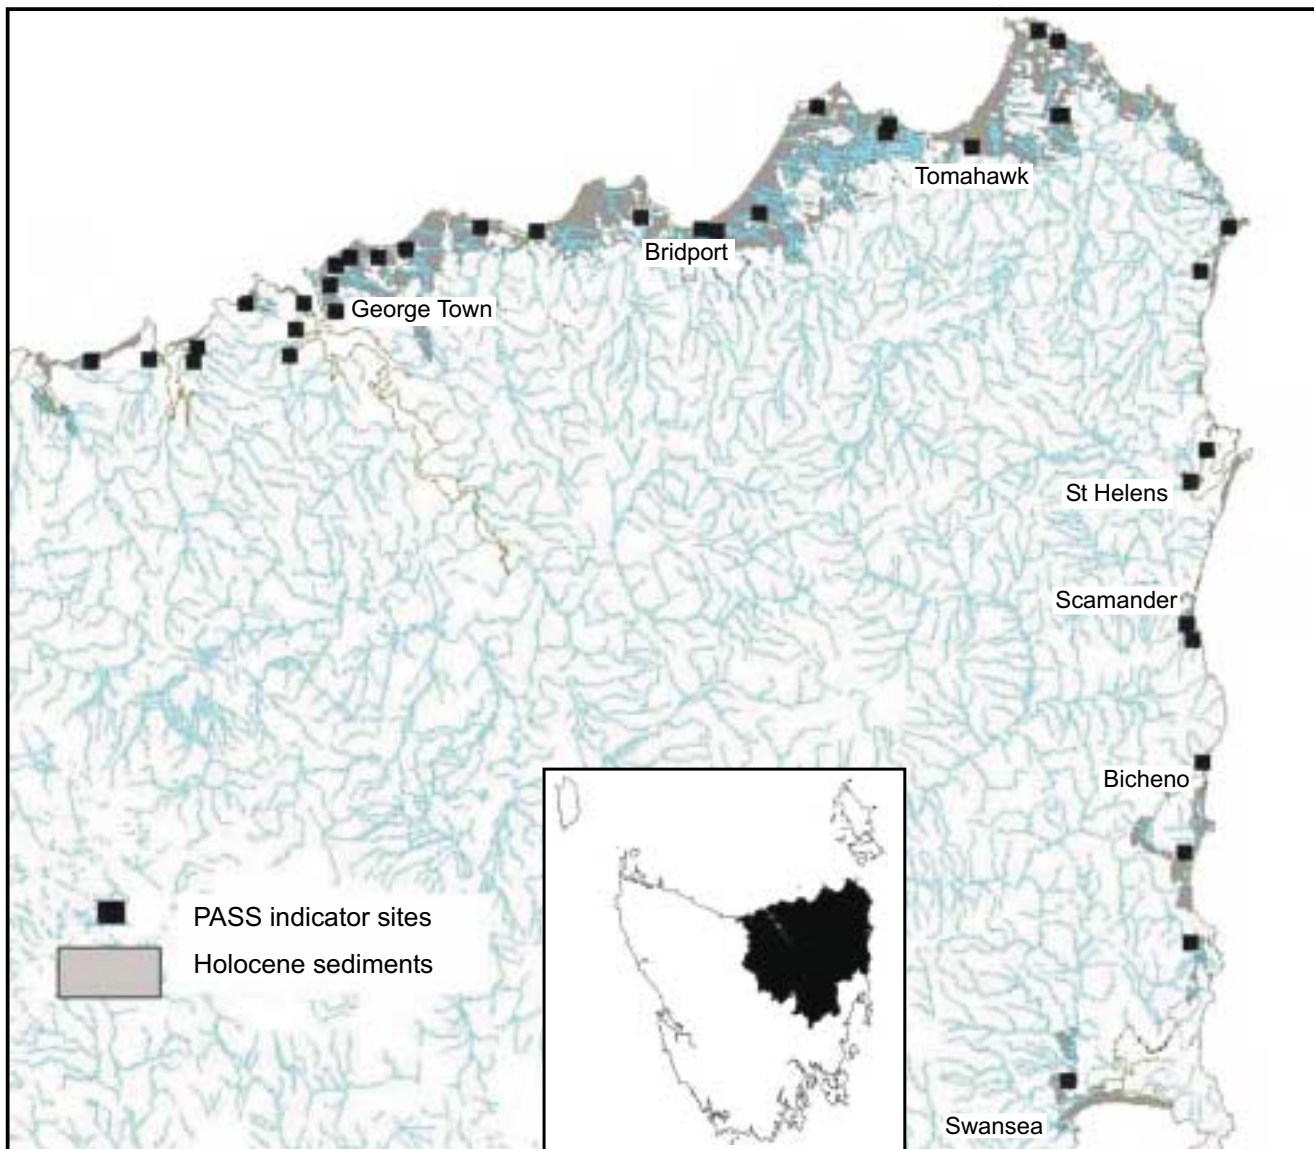 Tomahawk
Bridport
George Town
St Helens
Scamander
Bicheno
PASS indicator sites
Holocene sediments
Swansea